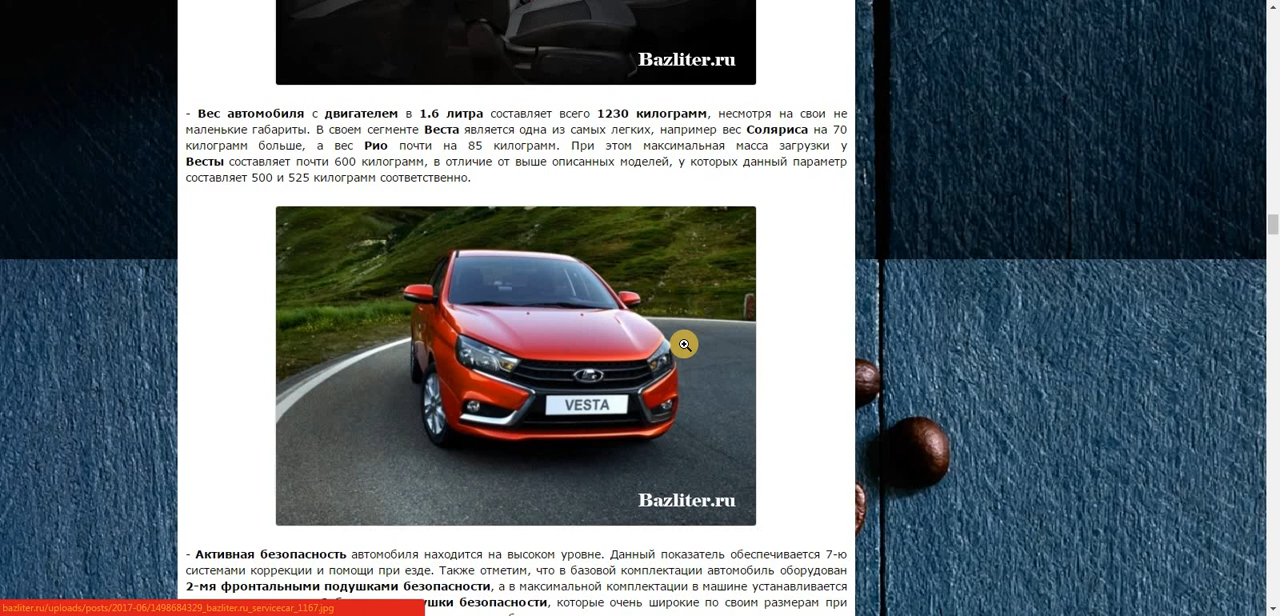 Bazliter.ru
- Вес автомобиля с двигателем в 1.6 литра составляет всего 1230 килограмм, несмотря на свои не
маленькие габариты. В своем сегменте Веста является одна из самых легких, например вес Соляриса на 70
килограмм больше, а вес Рио почти на 85 килограмм. При этом максимальная масса загрузки у
Весты составляет почти 600 килограмм, в отличие от выше описанных моделей, у которых данный параметр
составляет 500 и 525 килограмм соответственно.
VESTA
Bazliter.ru
- Активная безопасность автомобиля находится на высоком уровне. Данный показатель обеспечивается 7-ю
системами коррекции и помощи при езде. Также отметим, что в базовой комплектации автомобиль оборудован
2-мя фронтальными подушками безопасности, а в максимальной комплектации в машине устанавливается
ушки безопасности, которые очень широкие по своим размерам при
bazliter.ru/uploads/posts/2017-06/1498684329_bazliter.ru_servicecar_1167.jpg